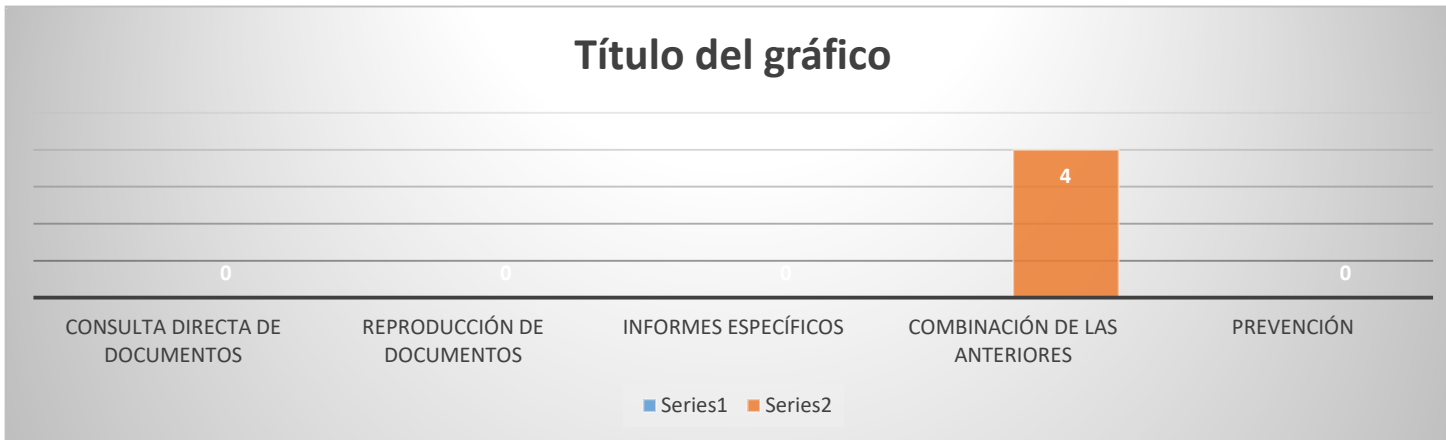 Título del gráfico
4
0 0 0 0
CONSULTA DIRECTA DE DOCUMENTOS
REPRODUCCIÓN DE DOCUMENTOS
INFORMES ESPECÍFICOS
COMBINACIÓN DE LAS ANTERIORES
PREVENCIÓN
Series1 Series2